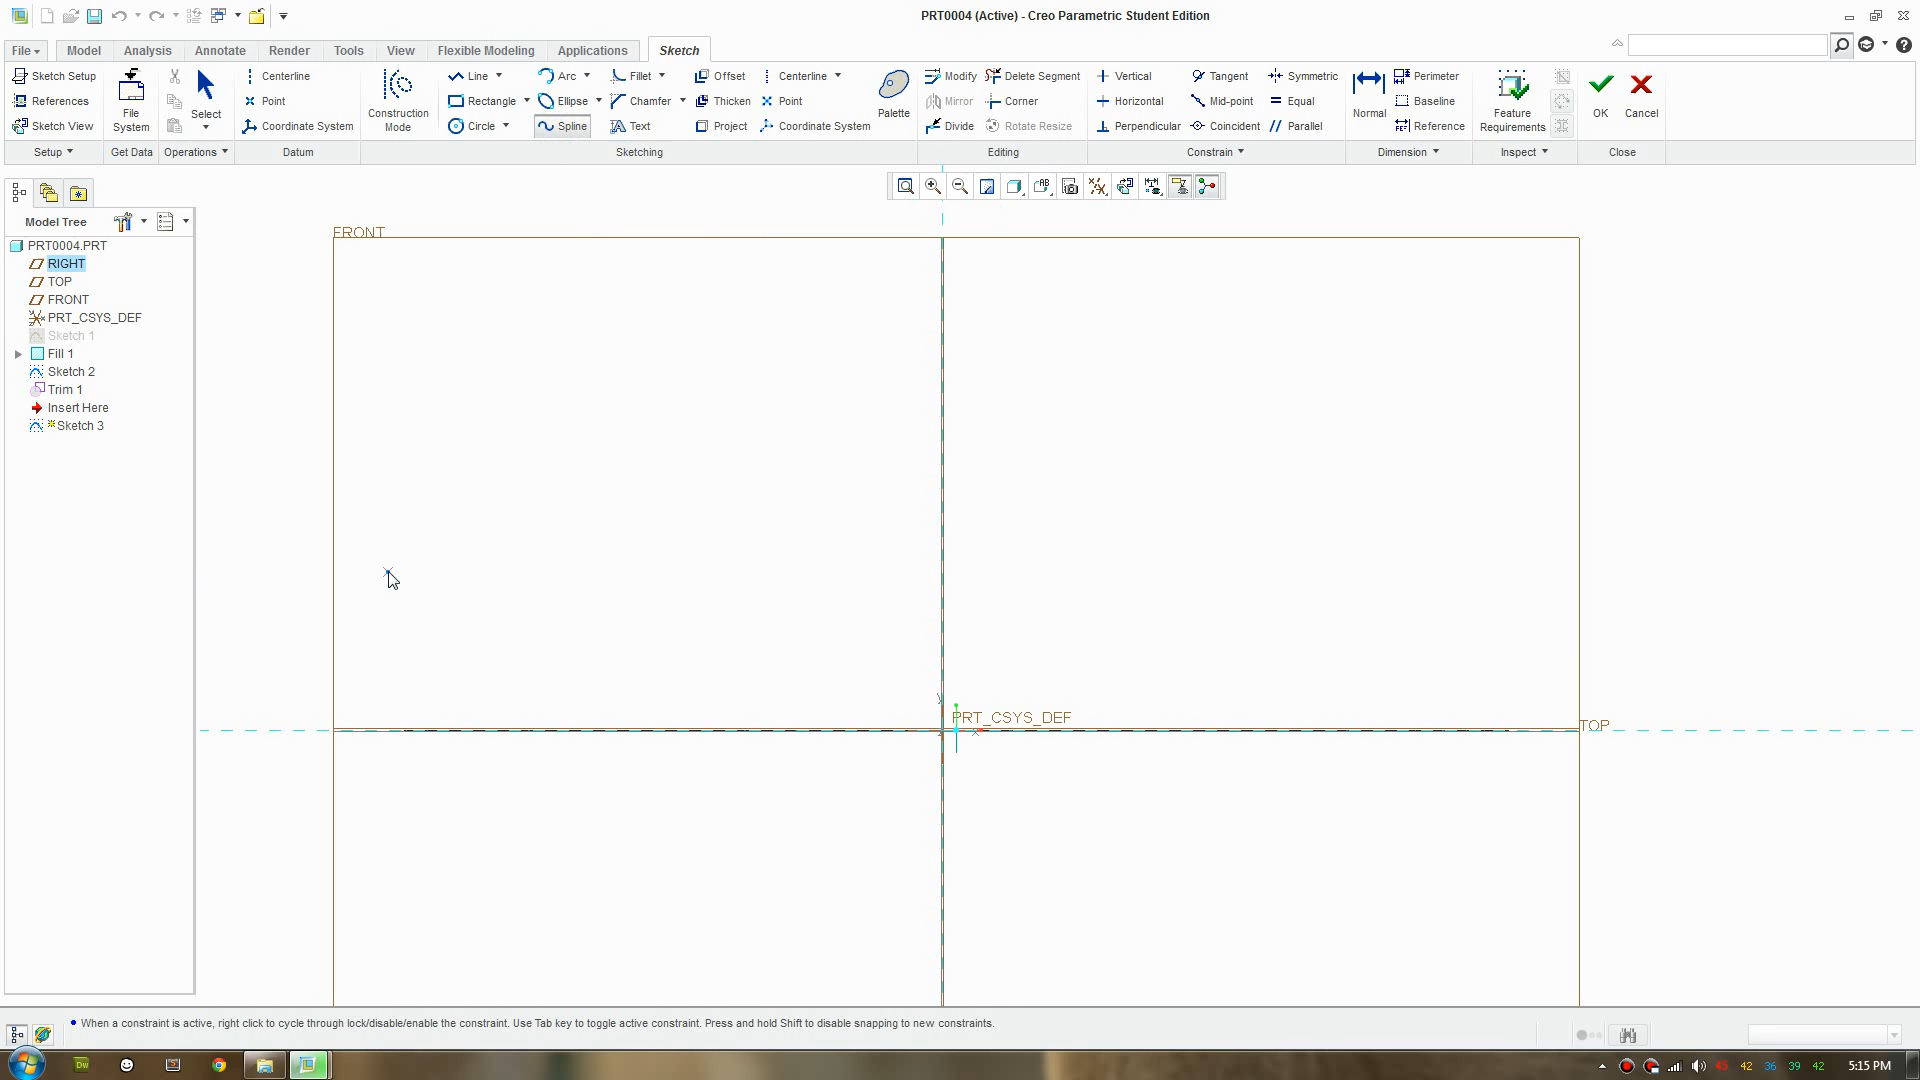 PRT0004 (Active) - Creo Parametric Student Edition
File Model Analysis Annotate Render Tools View Flexible Modeling Applications Sketch
Sketch Setup Centerline Line Arc Fillet Offset Centerline Modify Delete Segment Vertical Tangent Symmetric Perimeter
References Point Rectangle Ellipse Chamfer Thicken Point Mirror Corner Horizontal Mid-point Equal Baseline
Sketch View File System Select Coordinate System Construction Mode Circle Spline Text Project Coordinate System Palette Divide Rotate Resize Perpendicular Coincident Parallel Normal Reference Feature Requirements OK Cancel
Setup Get Data Operations Datum Sketching Editing Constrain Dimension Inspect Close
Model Tree
PRT0004.PRT
RIGHT
TOP
FRONT
PRT_CSYS_DEF
Sketch 1
Fill 1
Sketch 2
Trim 1
Insert Here
Sketch 3
FRONT
PRT_CSYS_DEF
TOP
When a constraint is active, right click to cycle through lock/disable/enable the constraint. Use Tab key to toggle active constraint. Press and hold Shift to disable snapping to new constraints.
Dw 45 42 36 39 42 5:15 PM